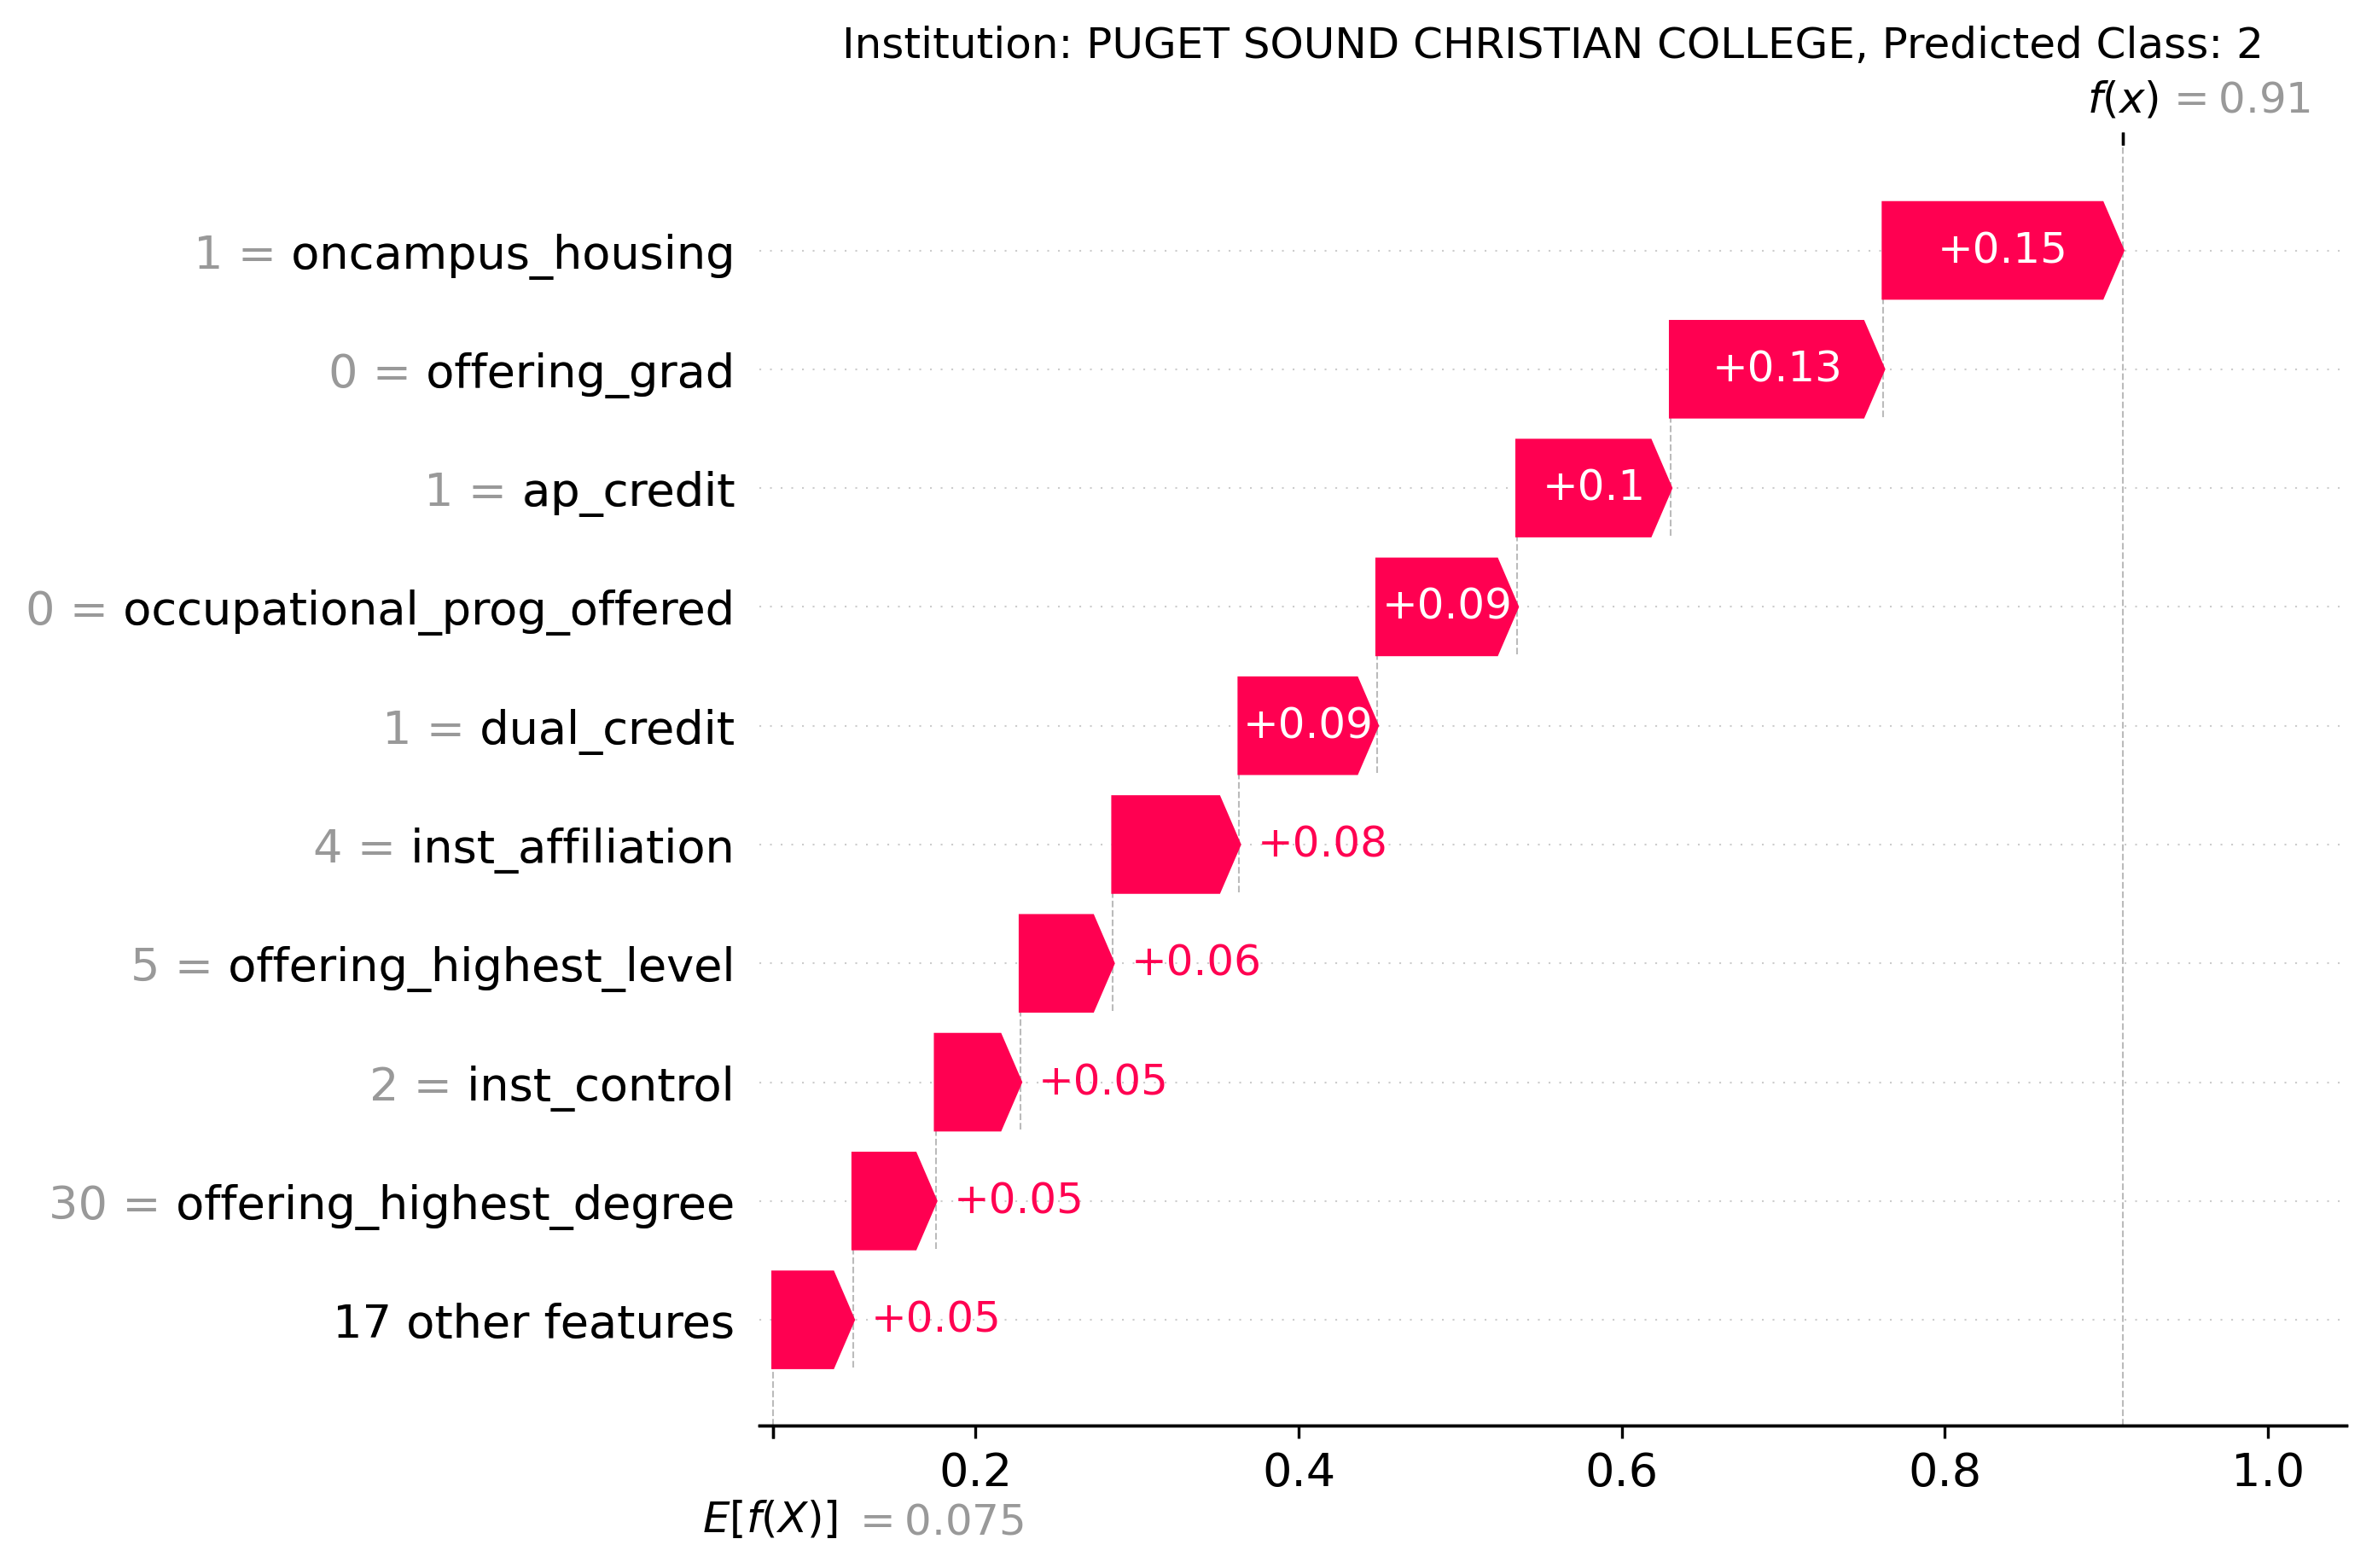 Institution: PUGET SOUND CHRISTIAN COLLEGE, Predicted Class: 2
f(x) = 0.91
1 = oncampus_housing +0.15
0 = offering_grad +0.13
1 = ap_credit +0.1
0 = occupational_prog_offered +0.09
1 = dual_credit +0.09
4 = inst_affiliation +0.08
5 = offering_highest_level +0.06
2 = inst_control +0.05
30 = offering_highest_degree +0.05
17 other features +0.05
0.2 0.4 0.6 0.8 1.0
E[f(X)] = 0.075